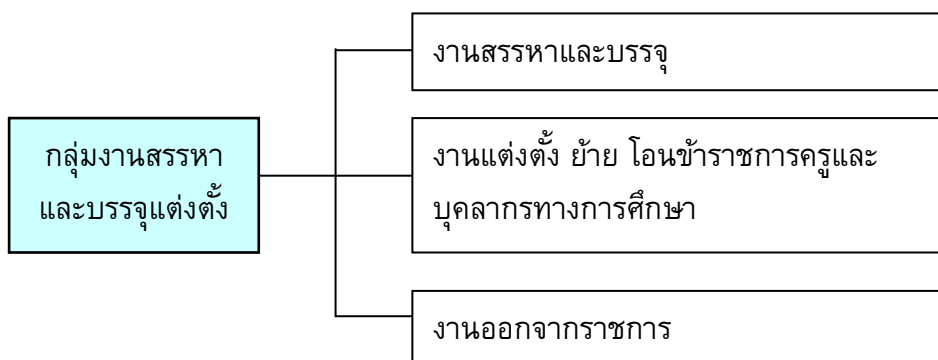 งานสรรหาและบรรจุ
กลุ่มงานสรรหา
และบรรจุแต่งตั้ง
งานแต่งตั้ง ย้าย โอนข้าราชการครูและ
บุคลากรทางการศึกษา
งานออกจากราชการ